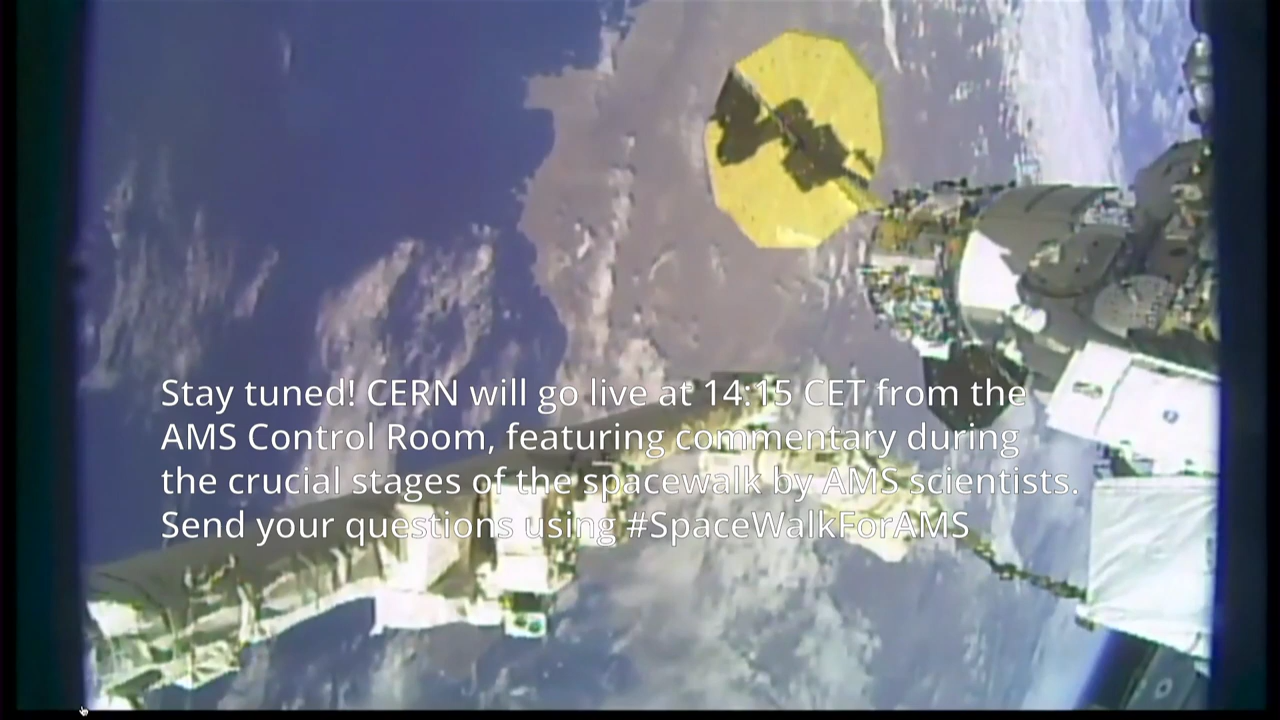 Stay tuned! CERN will go live at 14:15 CET from the
AMS Control Room, featuring commentary during
the crucial stages of the spacewalk by AMS scientists.
Send your questions using #SpaceWalkForAMS